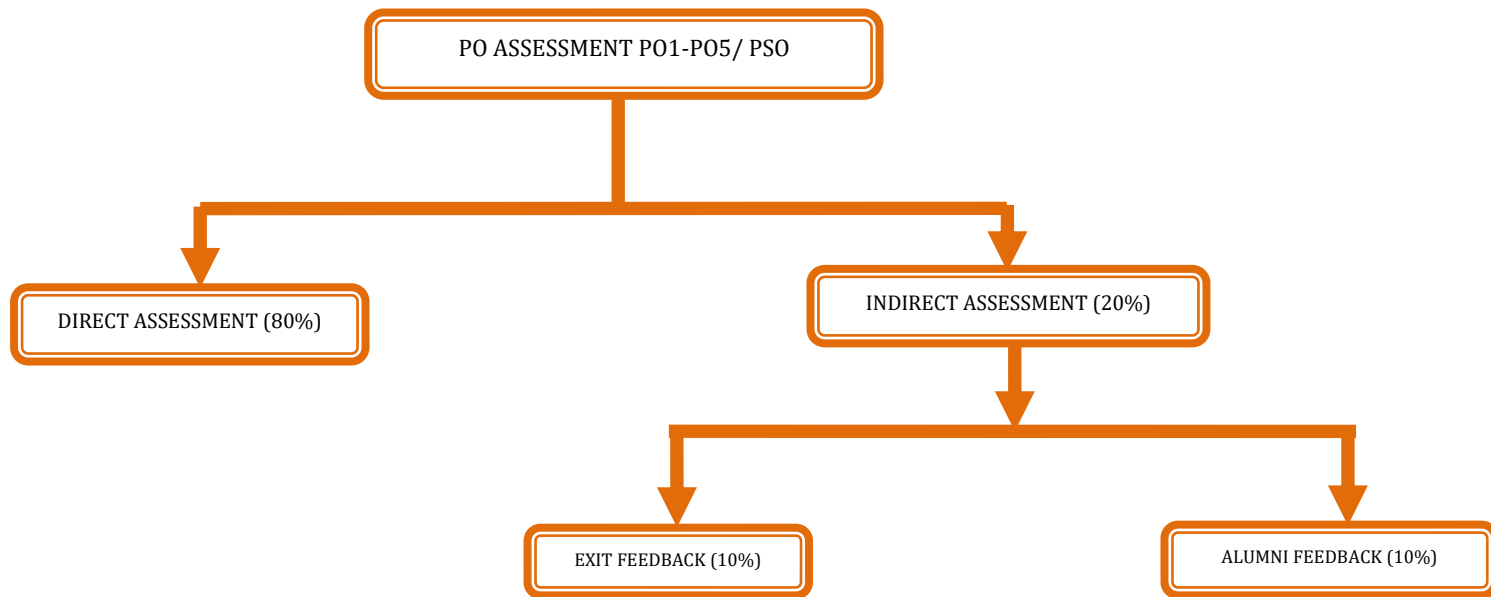 PO ASSESSMENT PO1-PO5/ PSO
DIRECT ASSESSMENT (80%)
INDIRECT ASSESSMENT (20%)
EXIT FEEDBACK (10%)
ALUMNI FEEDBACK (10%)